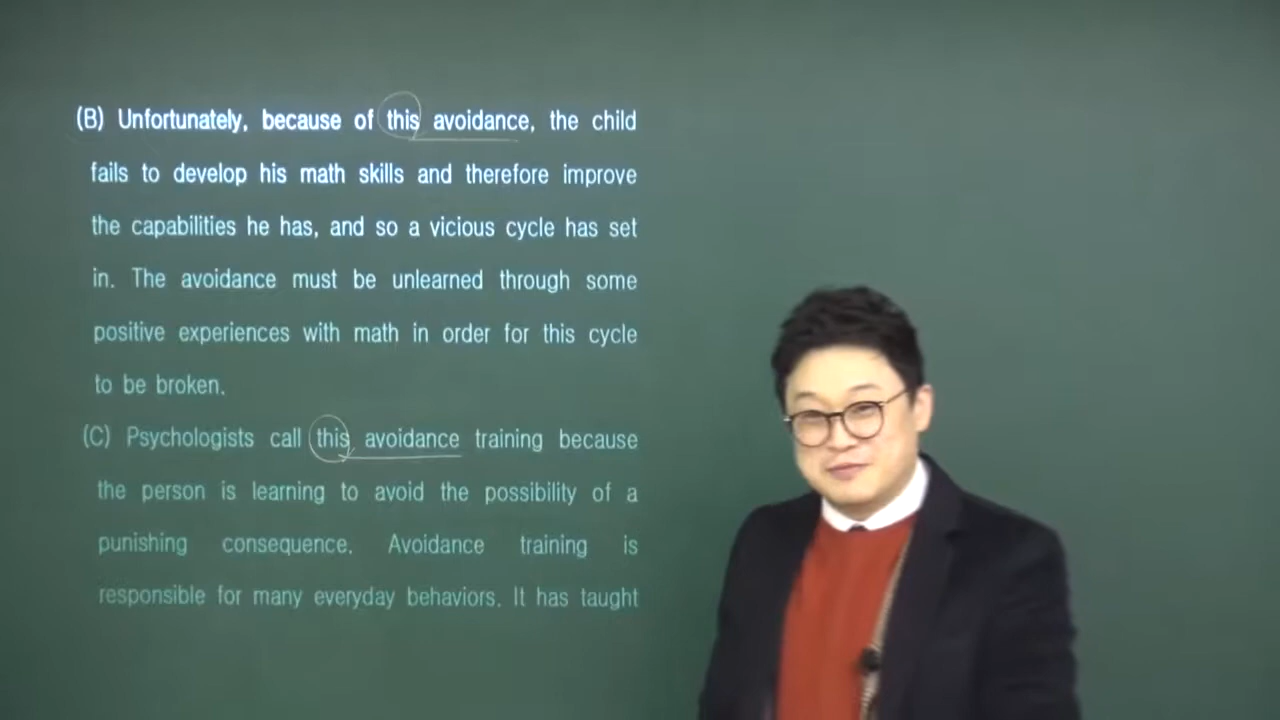 (B) Unfortunately, because of this avoidance, the child
fails to develop his math skills and therefore improve
the capabilities he has, and so a vicious cycle has set
in. The avoidance must be unlearned through some
positive experiences with math in order for this cycle
to be broken.
(C) Psychologists call this avoidance training because
the person is learning to avoid the possibility of a
punishing consequence. Avoidance training is
responsible for many everyday behaviors. It has taught